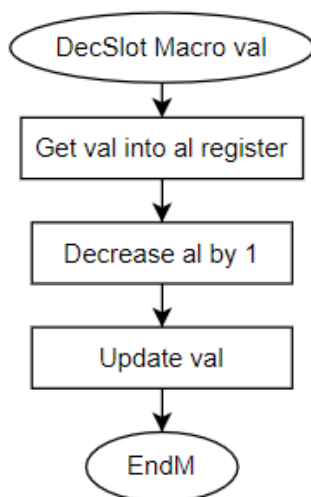 DecSlot Macro val
Get val into al register
Decrease al by 1
Update val
EndM